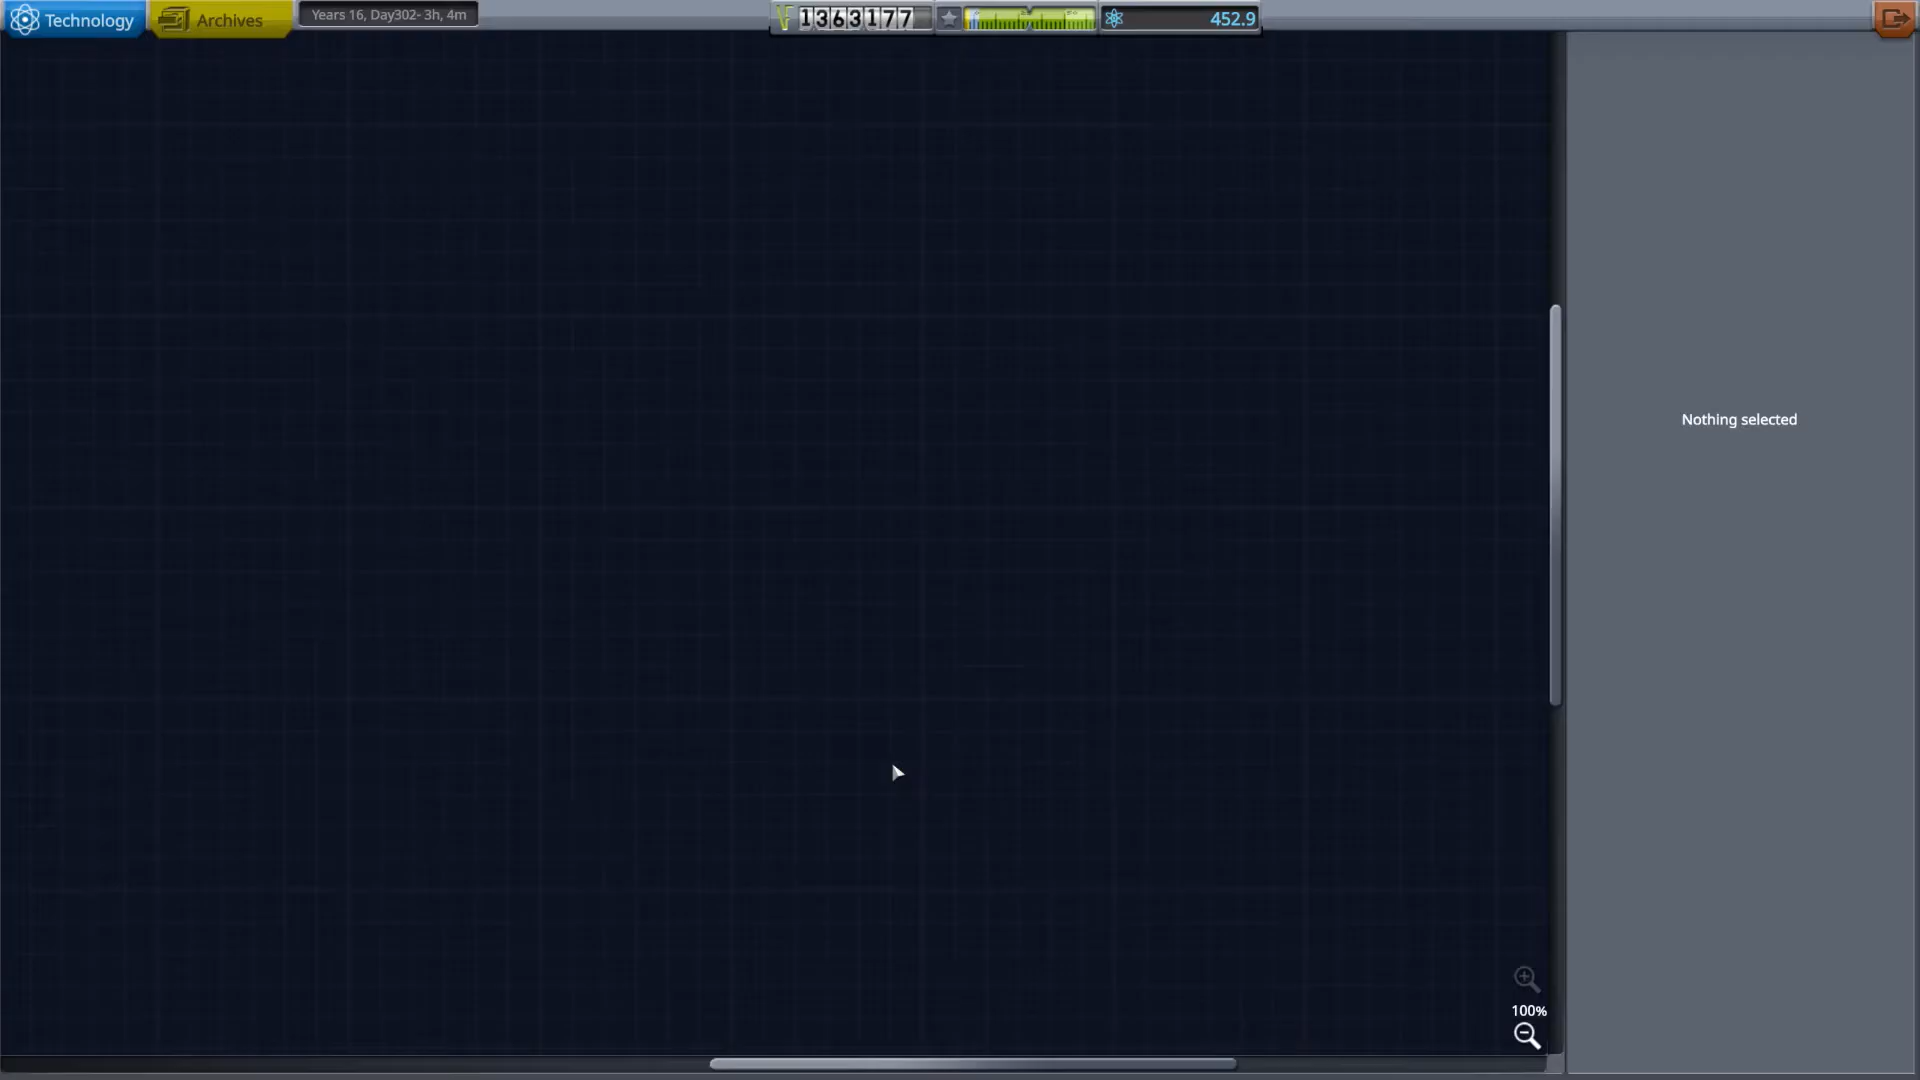 Technology
Archives
Years 16, Day302- 3h, 4m
1363177
452.9
Nothing selected
100%